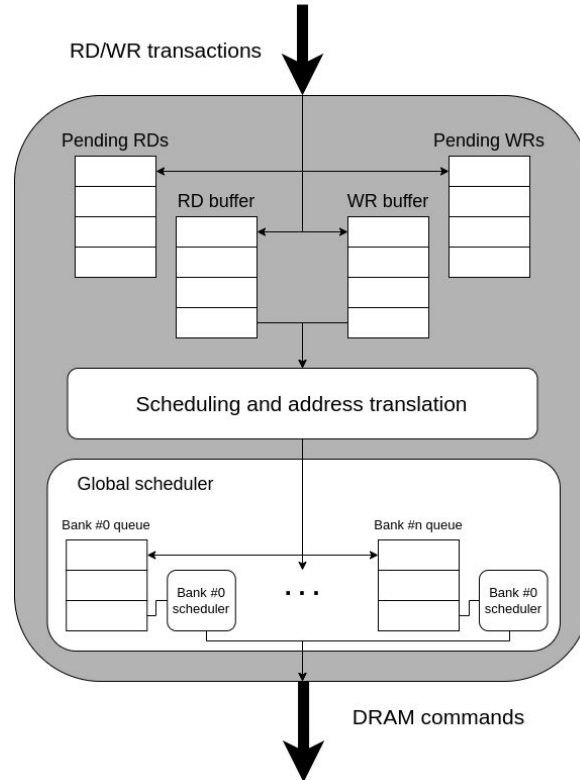 RD/WR transactions
Pending RDs
Pending WRs
RD buffer
WR buffer
Scheduling and address translation
Global scheduler
Bank #0 queue
Bank #n queue
Bank #0
scheduler
...
Bank #0
scheduler
DRAM commands